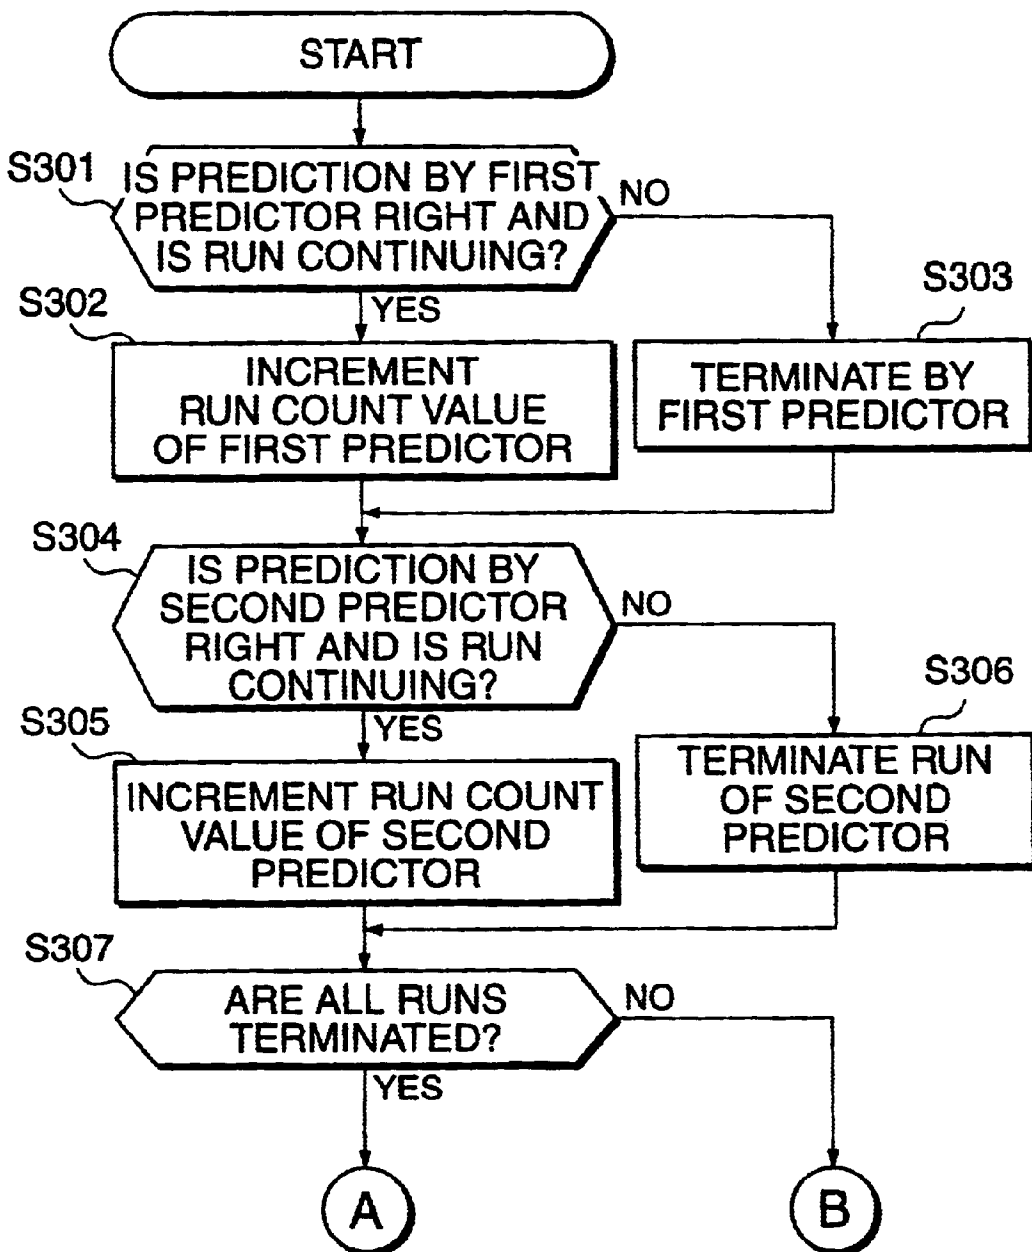 START
S301
IS PREDICTION BY FIRST
PREDICTOR RIGHT AND
IS RUN CONTINUING?
NO
YES
S302
INCREMENT
RUN COUNT VALUE
OF FIRST PREDICTOR
S303
TERMINATE BY
FIRST PREDICTOR
S304
IS PREDICTION BY
SECOND PREDICTOR
RIGHT AND IS RUN
CONTINUING?
NO
YES
S305
INCREMENT RUN COUNT
VALUE OF SECOND
PREDICTOR
S306
TERMINATE RUN
OF SECOND
PREDICTOR
S307
ARE ALL RUNS
TERMINATED?
NO
YES
A
B